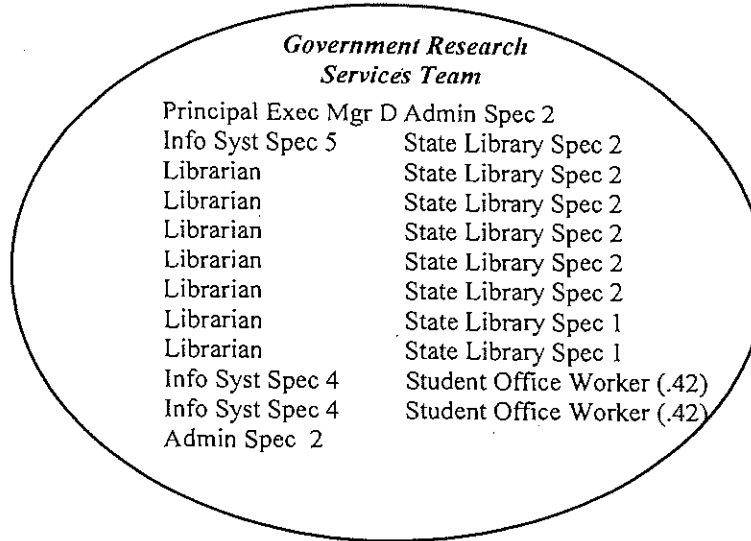 Government Research
Services Team
Principal Exec Mgr D Admin Spec 2
Info Syst Spec 5 State Library Spec 2
Librarian State Library Spec 2
Librarian State Library Spec 2
Librarian State Library Spec 2
Librarian State Library Spec 2
Librarian State Library Spec 2
Librarian State Library Spec 1
Librarian State Library Spec 1
Info Syst Spec 4 Student Office Worker (.42)
Info Syst Spec 4 Student Office Worker (.42)
Admin Spec 2